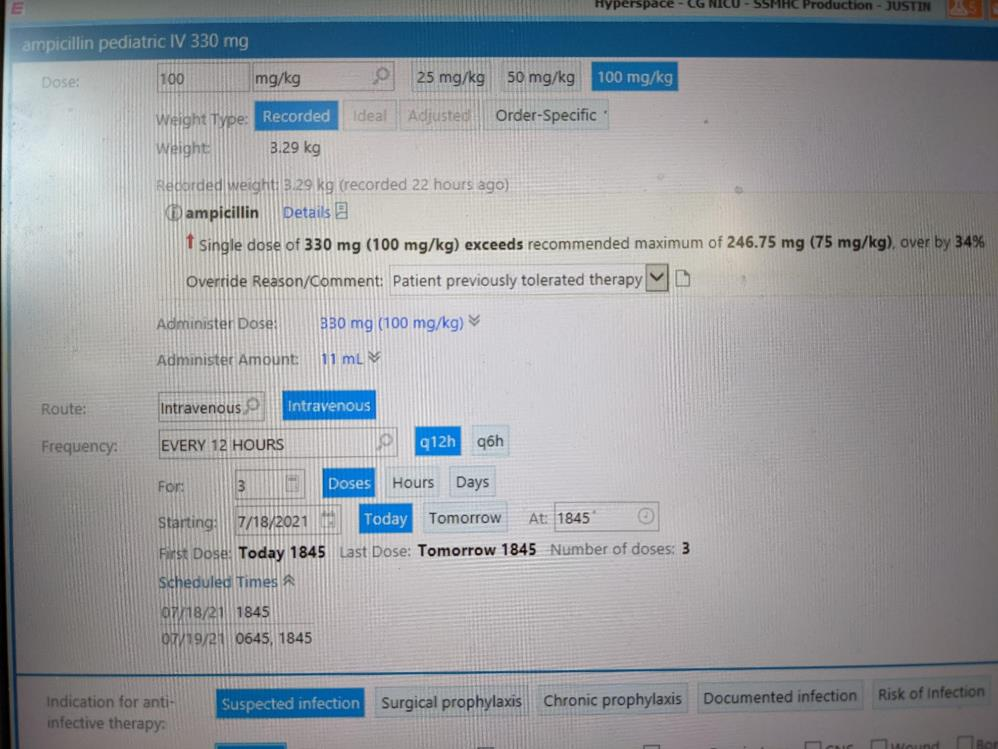 Hyperspace - CG NICU - SSMHC Production - JUSTIN
ampicillin pediatric IV 330 mg
Dose: 100 mg/kg 25 mg/kg 50 mg/kg 100 mg/kg
Weight Type: Recorded Ideal Adjusted Order-Specific
Weight: 3.29 kg
Recorded weight: 3.29 kg (recorded 22 hours ago)
ampicillin Details
Single dose of 330 mg (100 mg/kg) exceeds recommended maximum of 246.75 mg (75 mg/kg), over by 34%
Override Reason/Comment: Patient previously tolerated therapy
Administer Dose: 330 mg (100 mg/kg)
Administer Amount: 11 mL
Route: Intravenous Intravenous
Frequency: EVERY 12 HOURS q12h q6h
For: 3 Doses Hours Days
Starting: 7/18/2021 Today Tomorrow At: 1845
First Dose: Today 1845 Last Dose: Tomorrow 1845 Number of doses: 3
Scheduled Times
07/18/21 1845
07/19/21 0645, 1845
Indication for anti-infective therapy: Suspected infection Surgical prophylaxis Chronic prophylaxis Documented infection Risk of Infection